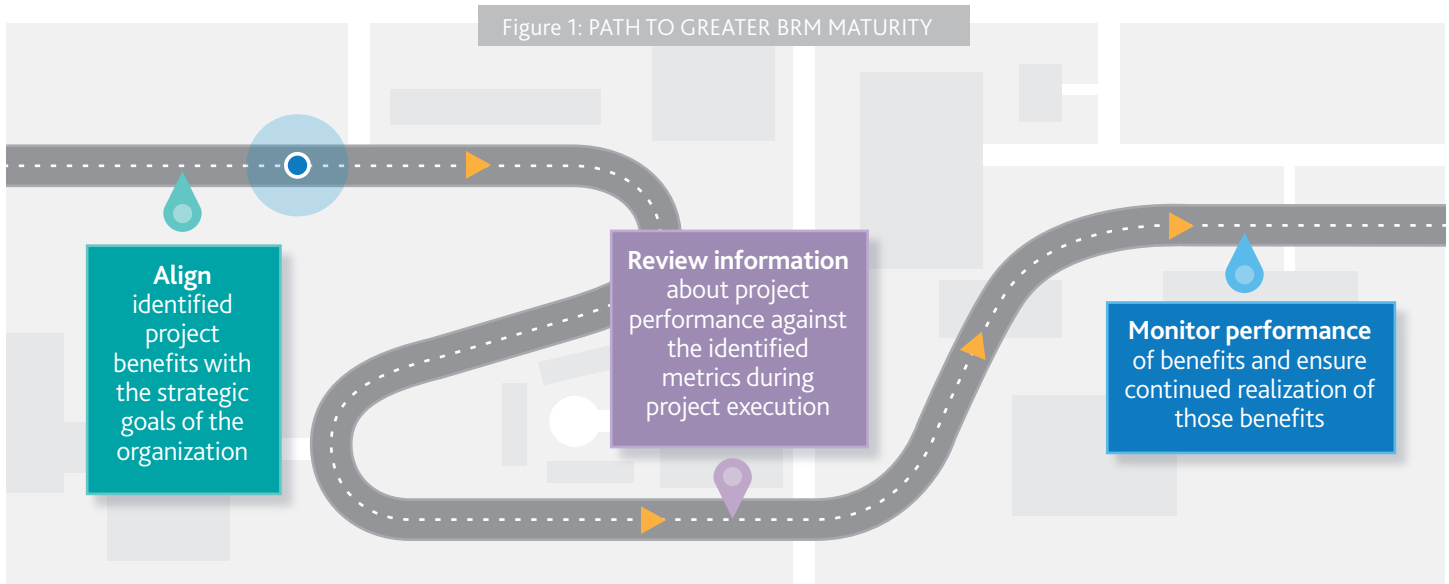 Figure 1: PATH TO GREATER BRM MATURITY
Align
identified
project
benefits with
the strategic
goals of the
organization
Review information
about project
performance against
the identified
metrics during
project execution
Monitor performance
of benefits and ensure
continued realization of
those benefits